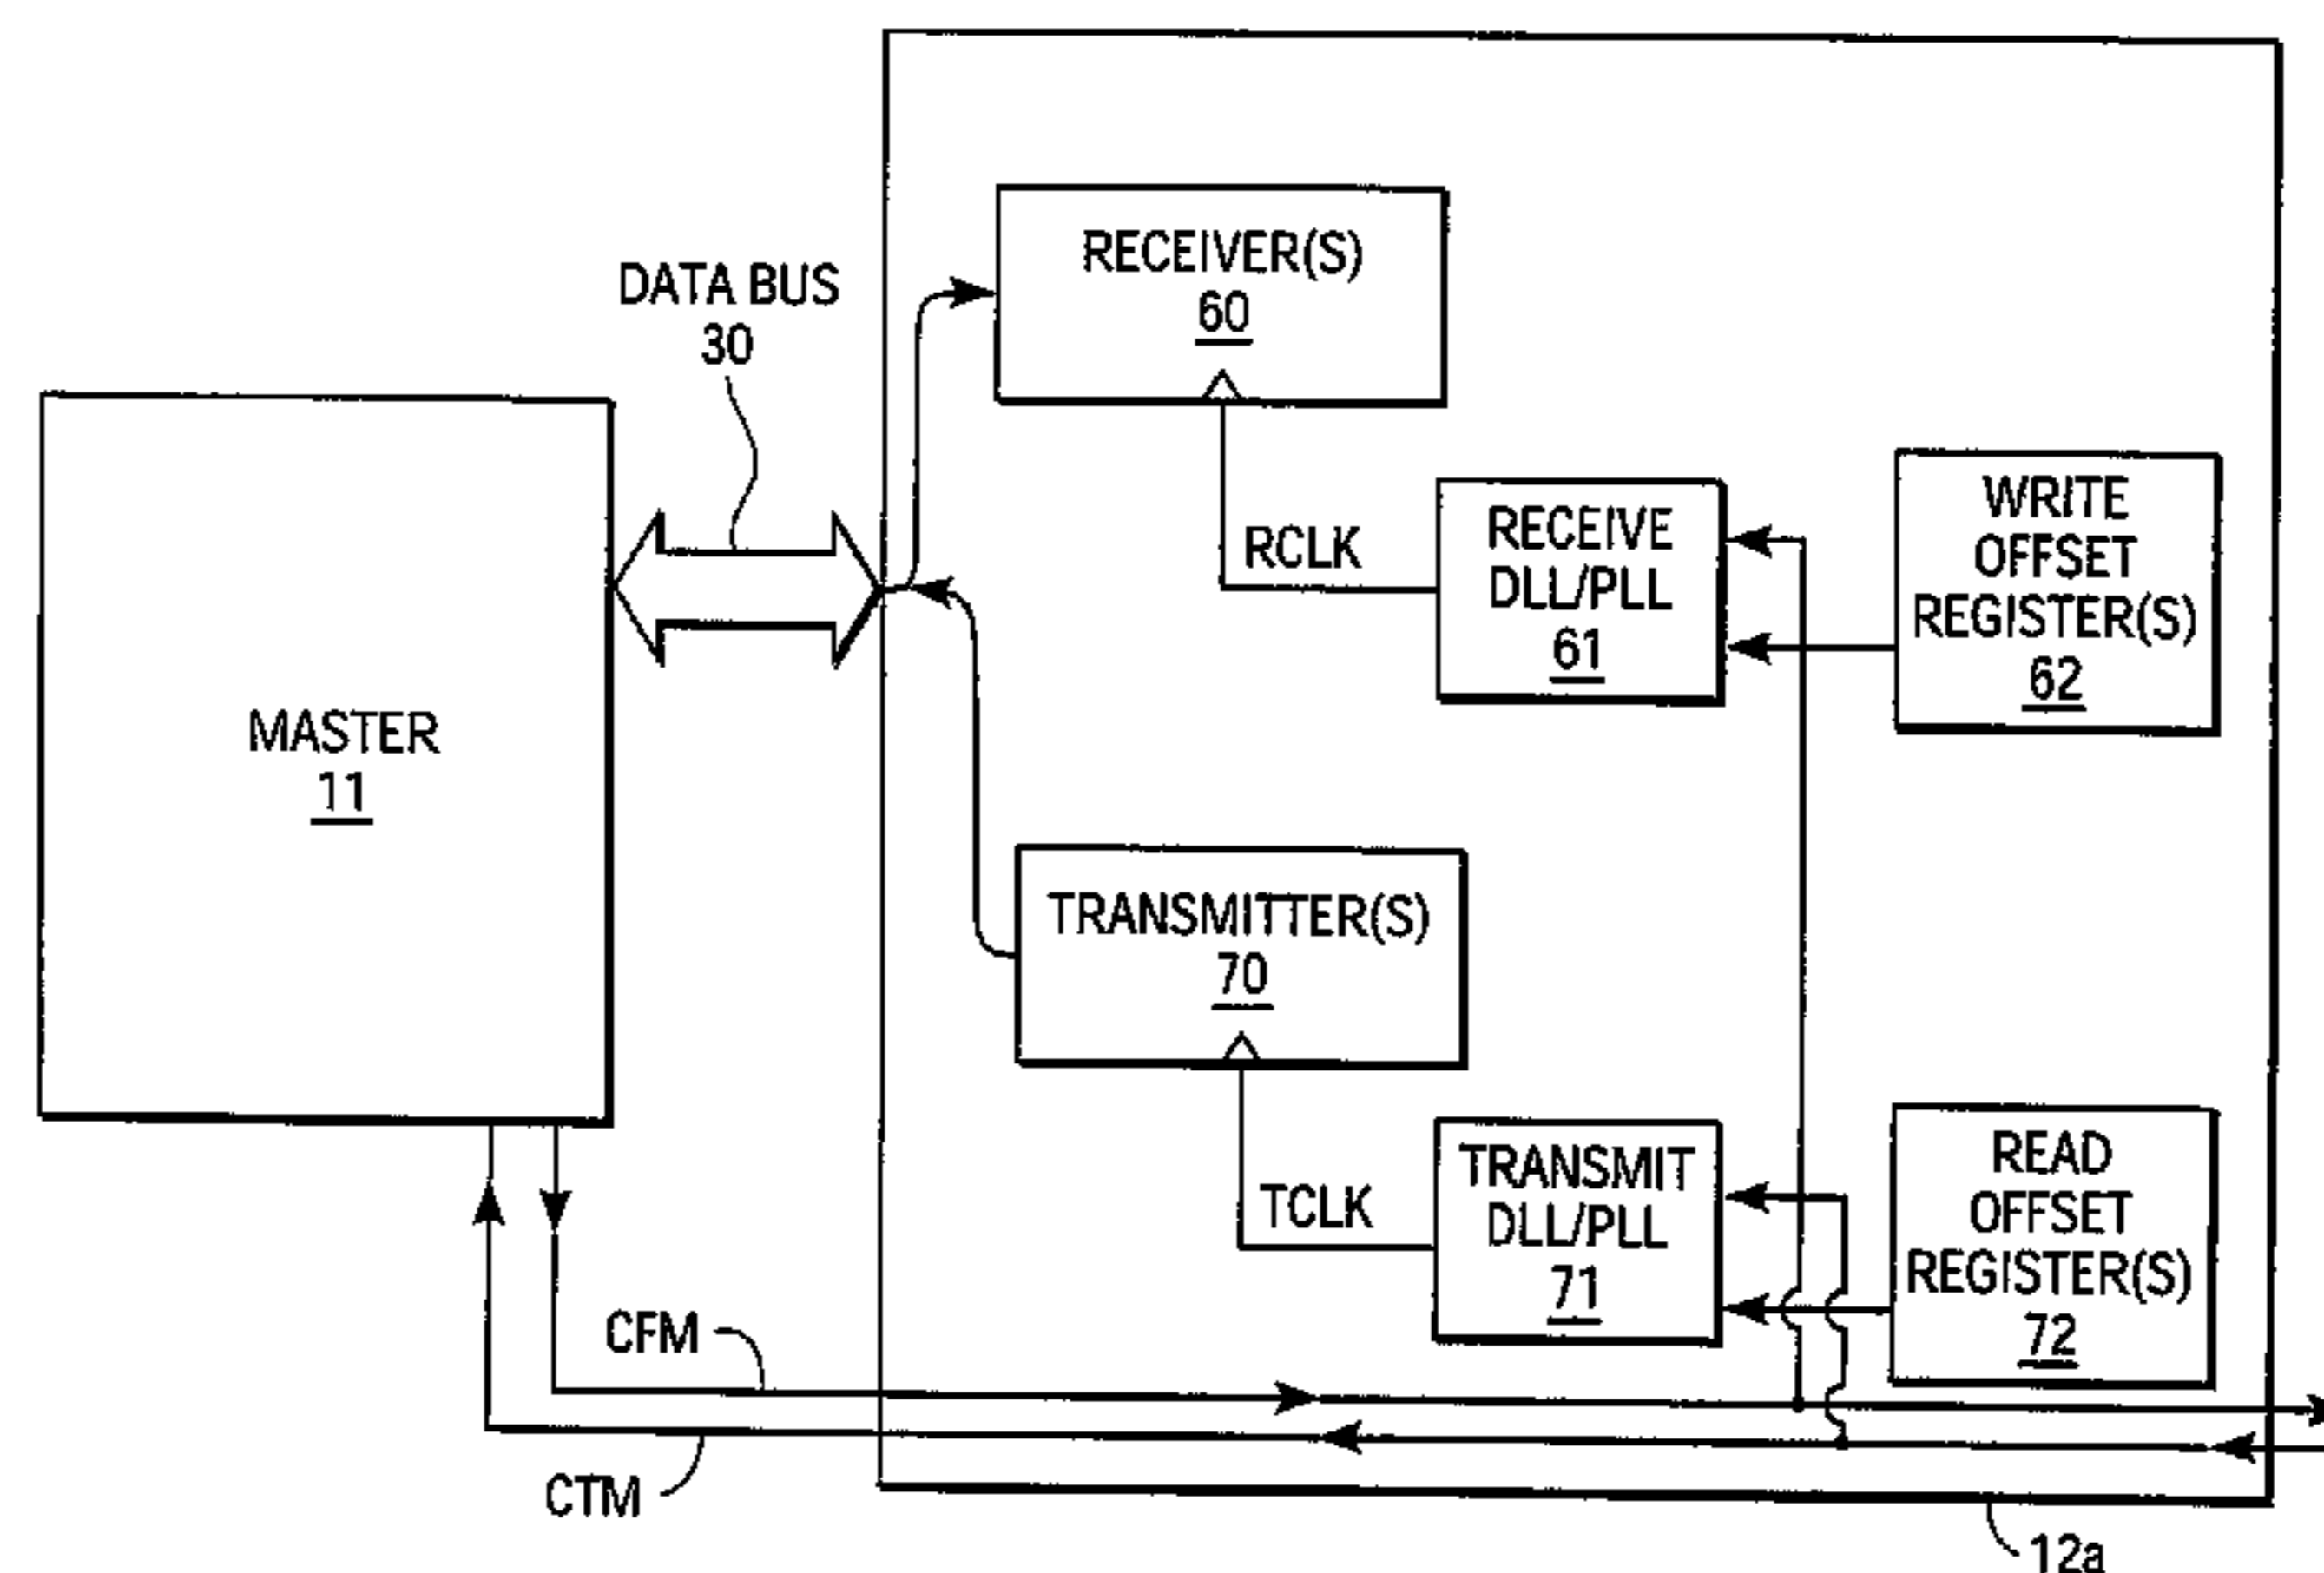 DATA BUS
30
RECEIVER(S)
60
RCLK
RECEIVE
DLL/PLL
61
WRITE
OFFSET
REGISTER(S)
62
MASTER
11
TRANSMITTER(S)
70
TCLK
TRANSMIT
DLL/PLL
71
READ
OFFSET
REGISTER(S)
72
CFM
CTM
12a